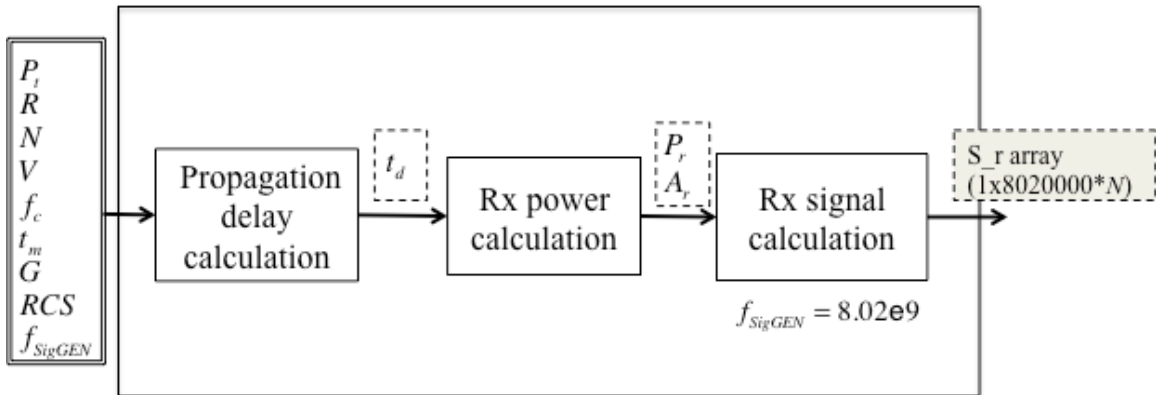 P_t
R
N
V
f_c
t_m
G
RCS
f_SigGEN
Propagation
delay
calculation
t_d
Rx power
calculation
P_r
A_r
Rx signal
calculation
f_SigGEN = 8.02e9
S_r array
(1x8020000*N)